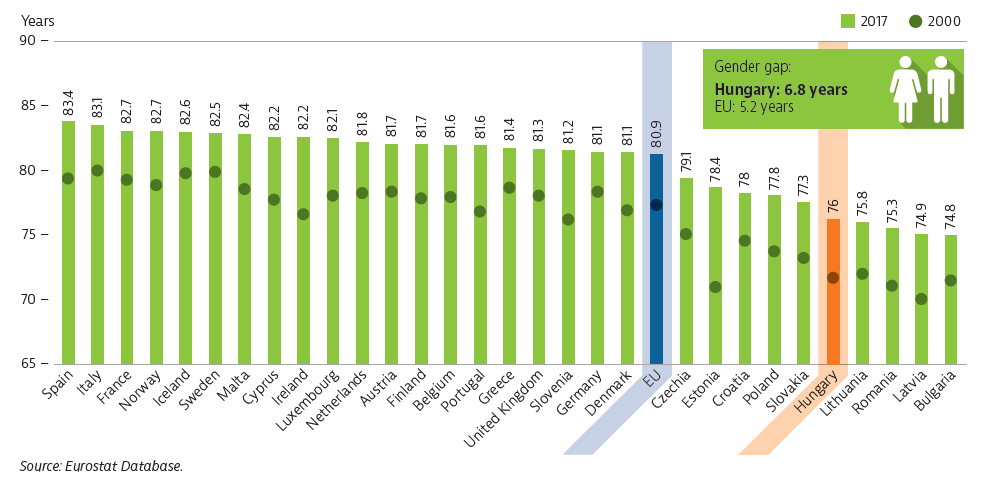 Years
2017
2000
90
85
80
75
70
65
Gender gap:
Hungary: 6.8 years
EU: 5.2 years
83.4
83.1
82.7
82.7
82.6
82.5
82.4
82.2
82.2
82.1
81.8
81.7
81.7
81.6
81.6
81.4
81.3
81.2
81.1
81.1
80.9
79.1
78.4
78
77.8
77.3
76
75.8
75.3
74.9
74.8
Spain
Italy
France
Norway
Iceland
Sweden
Malta
Cyprus
Ireland
Luxembourg
Netherlands
Austria
Finland
Belgium
Portugal
Greece
United Kingdom
Slovenia
Germany
Denmark
EU
Czechia
Estonia
Croatia
Poland
Slovakia
Hungary
Lithuania
Romania
Latvia
Bulgaria
Source: Eurostat Database.